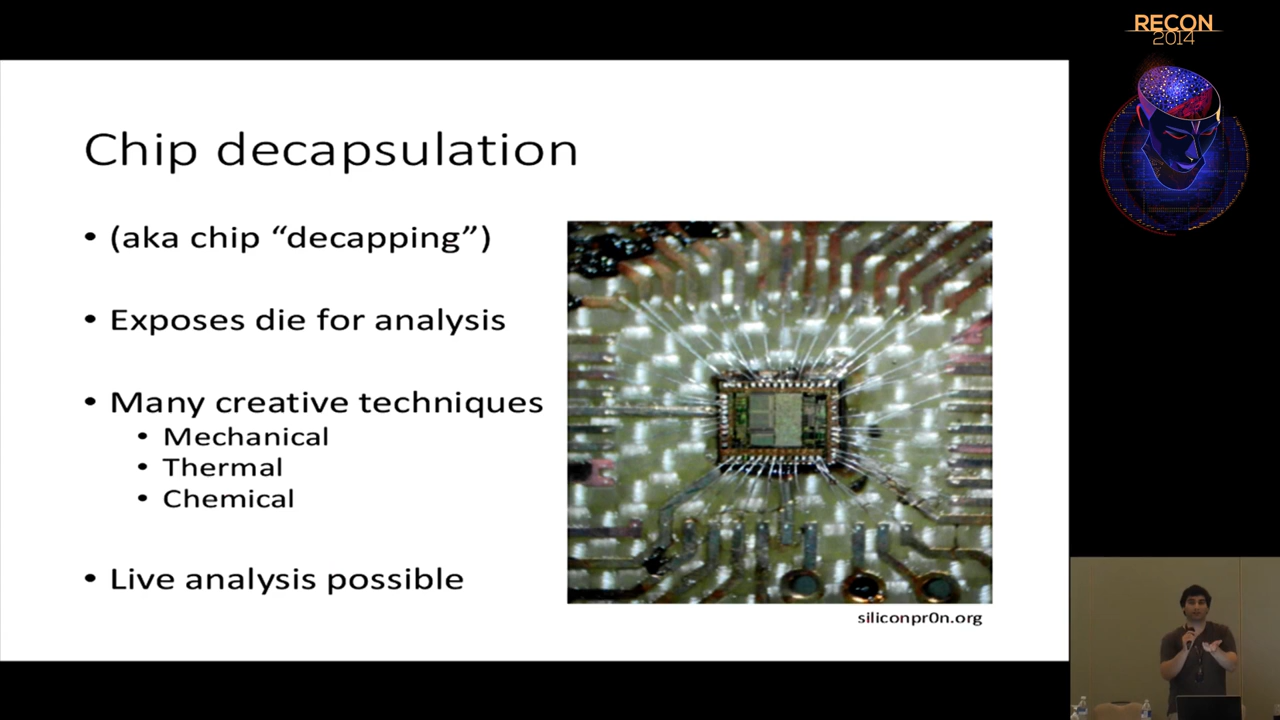 RECON
2014
Chip decapsulation
• (aka chip “decapping”)
• Exposes die for analysis
• Many creative techniques
• Mechanical
• Thermal
• Chemical
• Live analysis possible
siliconpr0n.org